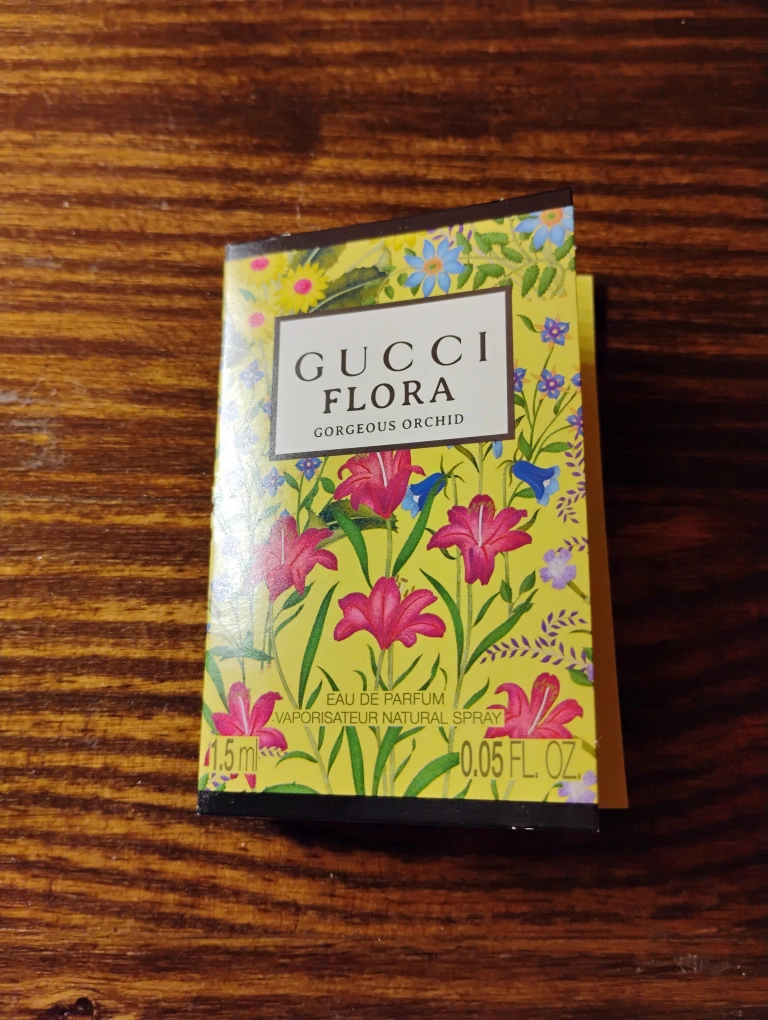 GUCCI
FLORA
GORGEOUS ORCHID
EAU DE PARFUM
VAPORISATEUR NATURAL SPRAY
1.5 ml 0.05 FL. OZ.